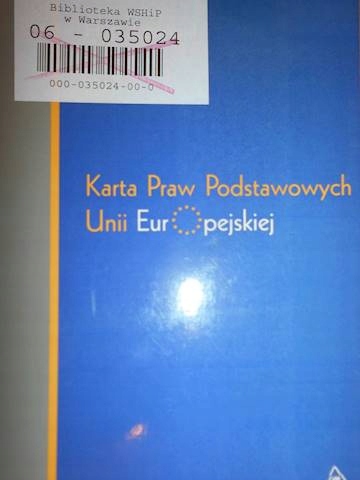 Biblioteka WSHiP
w Warszawie
06 - 035024
000-035024-00-0
Karta Praw Podstawowych
Unii Europejskiej